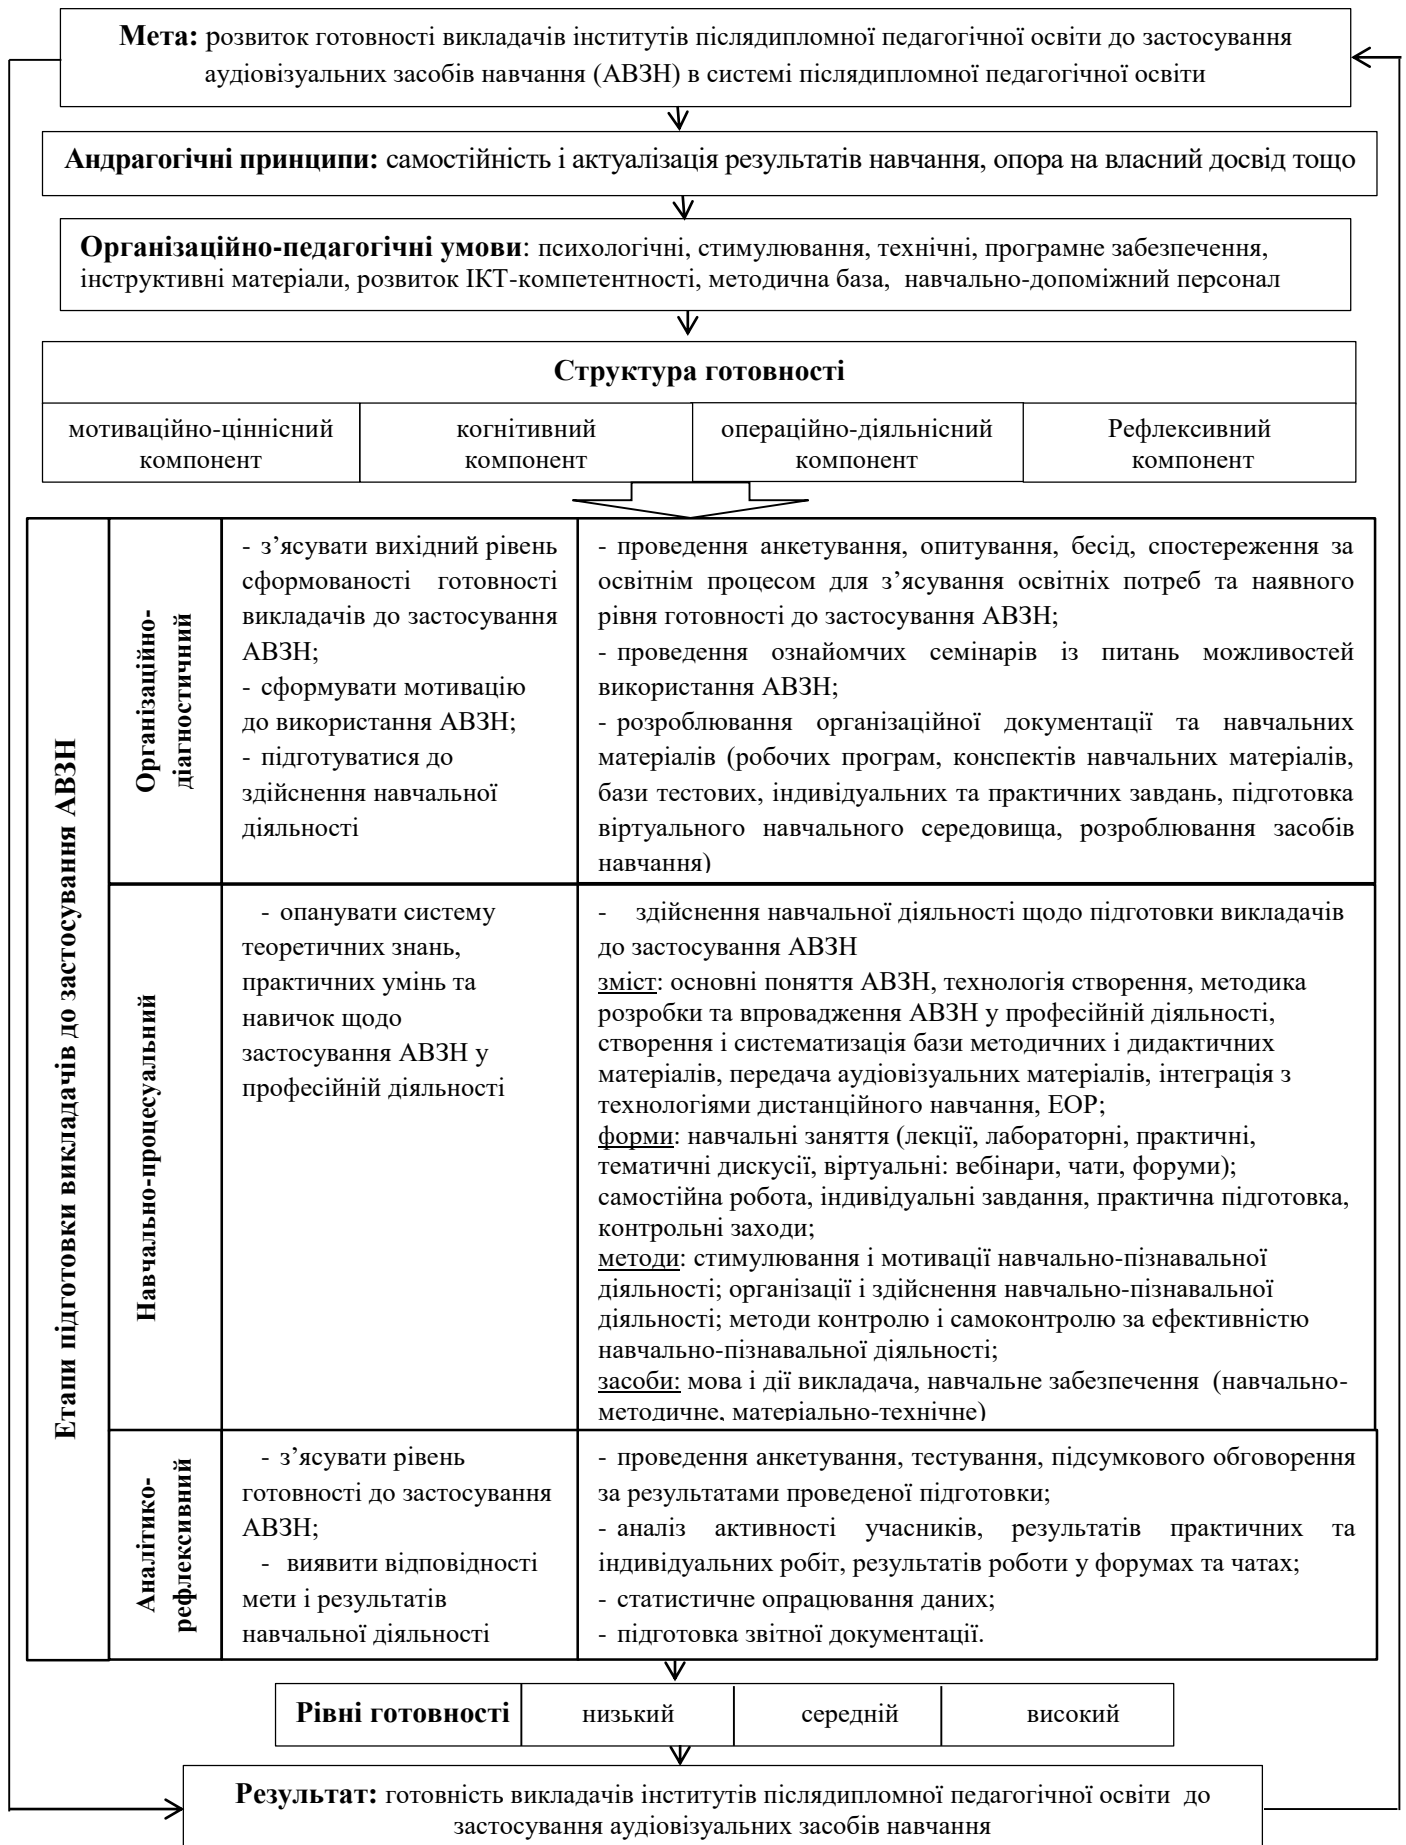 Мета: розвиток готовності викладачів інститутів післядипломної педагогічної освіти до застосування
аудіовізуальних засобів навчання (АВЗН) в системі післядипломної педагогічної освіти
Андрагогічні принципи: самостійність і актуалізація результатів навчання, опора на власний досвід тощо
Організаційно-педагогічні умови: психологічні, стимулювання, технічні, програмне забезпечення,
інструктивні матеріали, розвиток ІКТ-компетентності, методична база, навчально-допоміжний персонал
Структура готовності
мотиваційно-ціннісний
компонент
когнітивний
компонент
операційно-діяльнісний
компонент
Рефлексивний
компонент
Етапи підготовки викладачів до застосування АВЗН
Організаційно-
діагностичний
- з’ясувати вихідний рівень
сформованості готовності
викладачів до застосування
АВЗН;
- сформувати мотивацію
до використання АВЗН;
- підготуватися до
здійснення навчальної
діяльності
- проведення анкетування, опитування, бесід, спостереження за
освітнім процесом для з’ясування освітніх потреб та наявного
рівня готовності до застосування АВЗН;
- проведення ознайомчих семінарів із питань можливостей
використання АВЗН;
- розроблювання організаційної документації та навчальних
матеріалів (робочих програм, конспектів навчальних матеріалів,
бази тестових, індивідуальних та практичних завдань, підготовка
віртуального навчального середовища, розроблювання засобів
навчання)
Навчально-процесуальний
- опанувати систему
теоретичних знань,
практичних умінь та
навичок щодо
застосування АВЗН у
професійній діяльності
- здійснення навчальної діяльності щодо підготовки викладачів
до застосування АВЗН
зміст: основні поняття АВЗН, технологія створення, методика
розробки та впровадження АВЗН у професійній діяльності,
створення і систематизація бази методичних і дидактичних
матеріалів, передача аудіовізуальних матеріалів, інтеграція з
технологіями дистанційного навчання, ЕОР;
форми: навчальні заняття (лекції, лабораторні, практичні,
тематичні дискусії, віртуальні: вебінари, чати, форуми);
самостійна робота, індивідуальні завдання, практична підготовка,
контрольні заходи;
методи: стимулювання і мотивації навчально-пізнавальної
діяльності; організації і здійснення навчально-пізнавальної
діяльності; методи контролю і самоконтролю за ефективністю
навчально-пізнавальної діяльності;
засоби: мова і дії викладача, навчальне забезпечення (навчально-
методичне, матеріально-технічне)
Аналітико-
рефлексивний
- з’ясувати рівень
готовності до застосування
АВЗН;
- виявити відповідності
мети і результатів
навчальної діяльності
- проведення анкетування, тестування, підсумкового обговорення
за результатами проведеної підготовки;
- аналіз активності учасників, результатів практичних та
індивідуальних робіт, результатів роботи у форумах та чатах;
- статистичне опрацювання даних;
- підготовка звітної документації.
Рівні готовності
низький
середній
високий
Результат: готовність викладачів інститутів післядипломної педагогічної освіти до
застосування аудіовізуальних засобів навчання